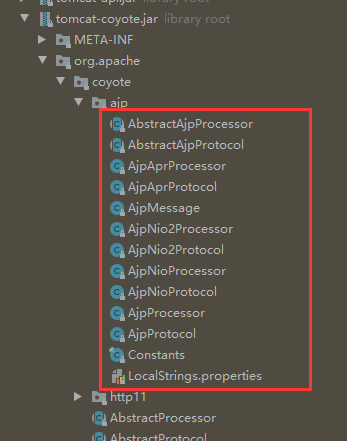 tomcat-coyote.jar library root
META-INF
org.apache
coyote
ajp
AbstractAjpProcessor
AbstractAjpProtocol
AjpAprProcessor
AjpAprProtocol
AjpMessage
AjpNio2Processor
AjpNio2Protocol
AjpNioProcessor
AjpNioProtocol
AjpProcessor
AjpProtocol
Constants
LocalStrings.properties
http11
AbstractProcessor
AbstractProtocol